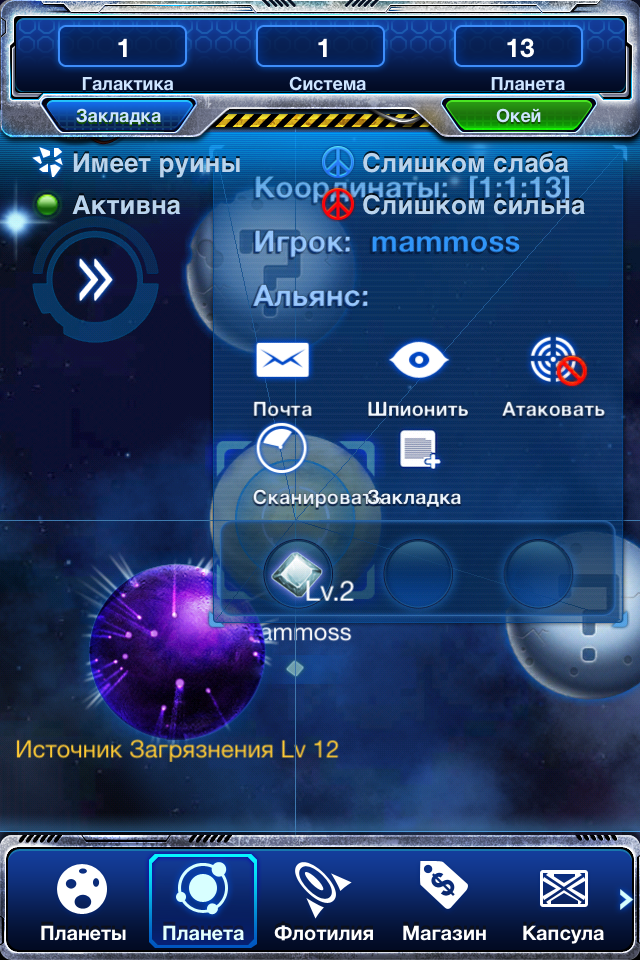 1 1 13
Галактика Система Планета
Закладка Окей
Имеет руины Слишком слаба
Координаты: [1:1:13]
Активна Слишком сильна
Игрок: mammoss
Альянс:
Почта Шпионить Атаковать
Сканировать Закладка
Lv.2
ammoss
Источник Загрязнения Lv 12
Планеты Планета Флотилия Магазин Капсула